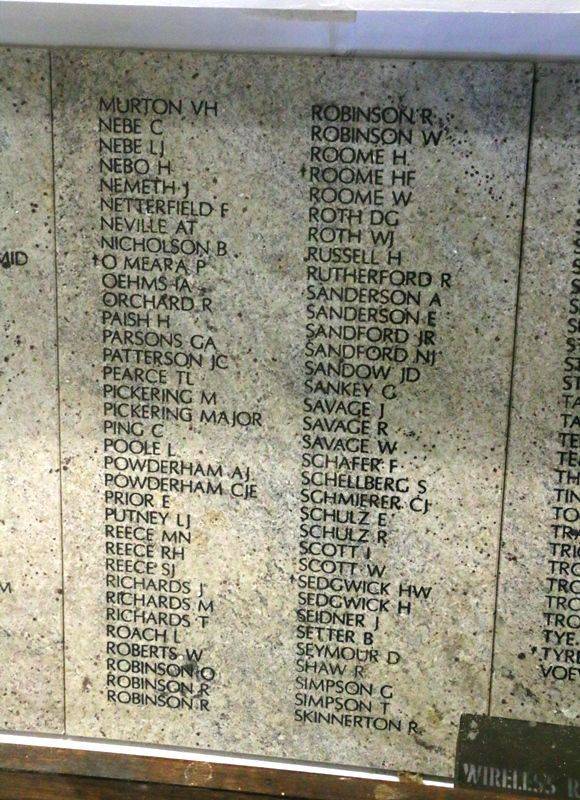 MID
M
MURTON VH
NEBE C
NEBE LJ
NEBO H
NEMETH J
NETTERFIELD F
NEVILLE AT
NICHOLSON B
†O MEARA P
OEHMS IA
ORCHARD R
PAISH H
PARSONS GA
PATTERSON JC
PEARCE TL
PICKERING M
PICKERING MAJOR
PING C
POOLE L
POWDERHAM AJ
POWDERHAM CJE
PRIOR E
PUTNEY LJ
REECE MN
REECE RH
REECE SJ
RICHARDS J
RICHARDS M
RICHARDS T
ROACH L
ROBERTS W
ROBINSON O
ROBINSON R
ROBINSON R
ROBINSON R
ROBINSON W
ROOME H
†ROOME HF
ROOME W
ROTH DG
ROTH WJ
RUSSELL H
RUTHERFORD R
SANDERSON A
SANDERSON E
SANDFORD JR
SANDFORD NJ
SANDOW JD
SANKEY G
SAVAGE J
SAVAGE R
SAVAGE W
SCHAFER F
SCHELLBERG S
SCHMIERER CJ
SCHULZ E
SCHULZ R
SCOTT J
SCOTT W
†SEDGWICK HW
SEDGWICK H
SEIDNER J
SETTER B
SEYMOUR D
SHAW R
SIMPSON G
SIMPSON T
SKINNERTON R
TYE
VOEV
WIRELESS